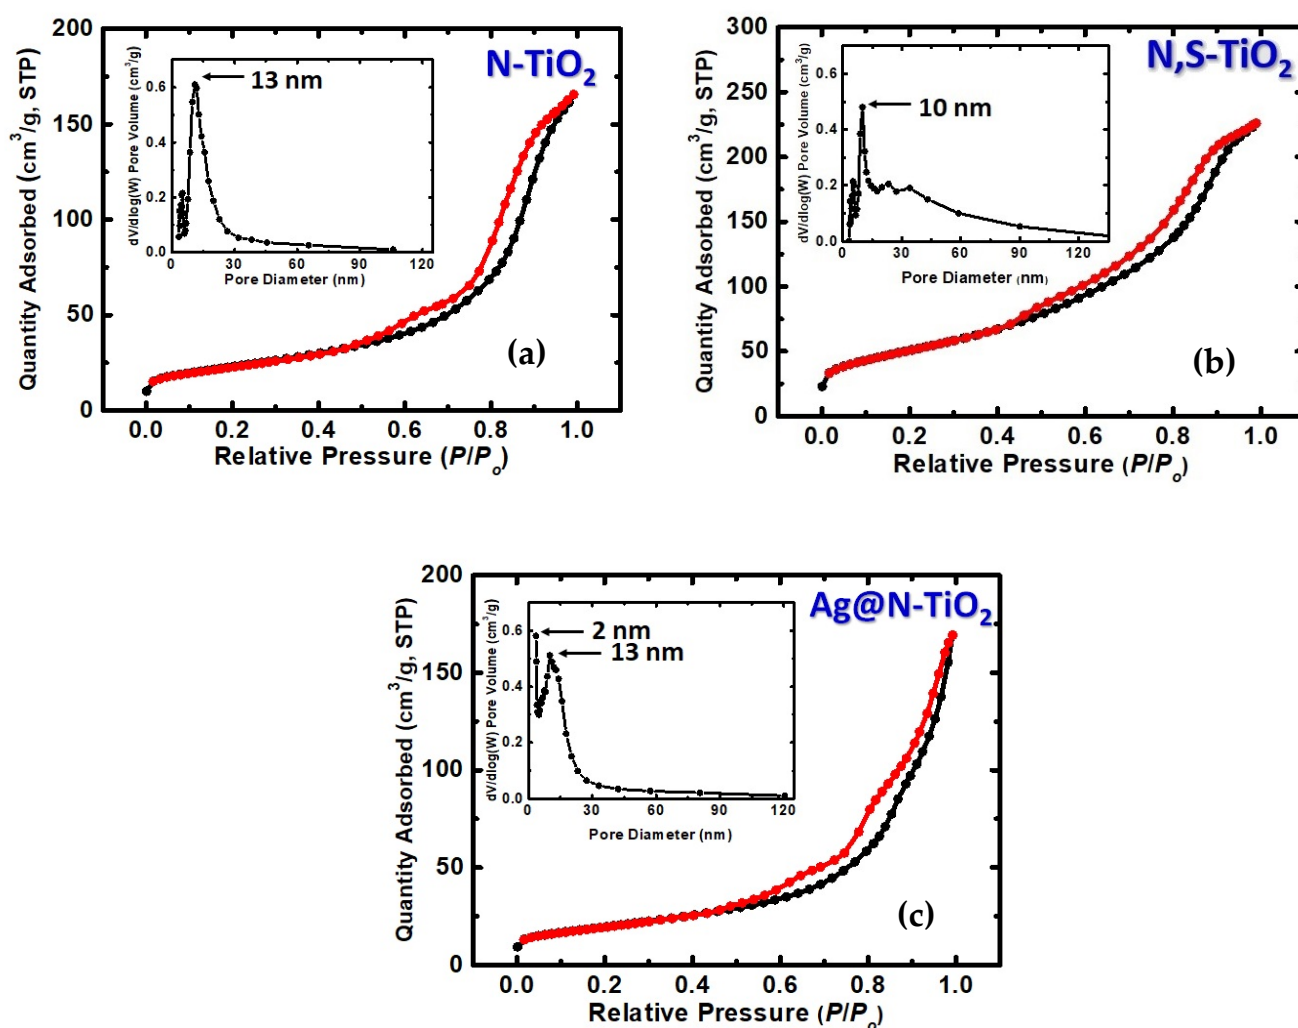 N-TiO₂
Quantity Adsorbed (cm³/g, STP)
200
150
100
50
0
0.0 0.2 0.4 0.6 0.8 1.0
Relative Pressure (P/Pₒ)
(a)
dV/dlog(W) Pore Volume (cm³/g)
0.6
0.4
0.2
0.0
0 30 60 90 120
Pore Diameter (nm)
13 nm
N,S-TiO₂
Quantity Adsorbed (cm³/g, STP)
300
250
200
150
100
50
0
0.0 0.2 0.4 0.6 0.8 1.0
Relative Pressure (P/Pₒ)
(b)
dV/dlog(W) Pore Volume (cm³/g)
0.6
0.4
0.2
0.0
0 30 60 90 120
Pore Diameter (nm)
10 nm
Ag@N-TiO₂
Quantity Adsorbed (cm³/g, STP)
200
150
100
50
0
0.0 0.2 0.4 0.6 0.8 1.0
Relative Pressure (P/Pₒ)
(c)
dV/dlog(W) Pore Volume (cm³/g)
0.6
0.4
0.2
0.0
0 30 60 90 120
Pore Diameter (nm)
2 nm
13 nm